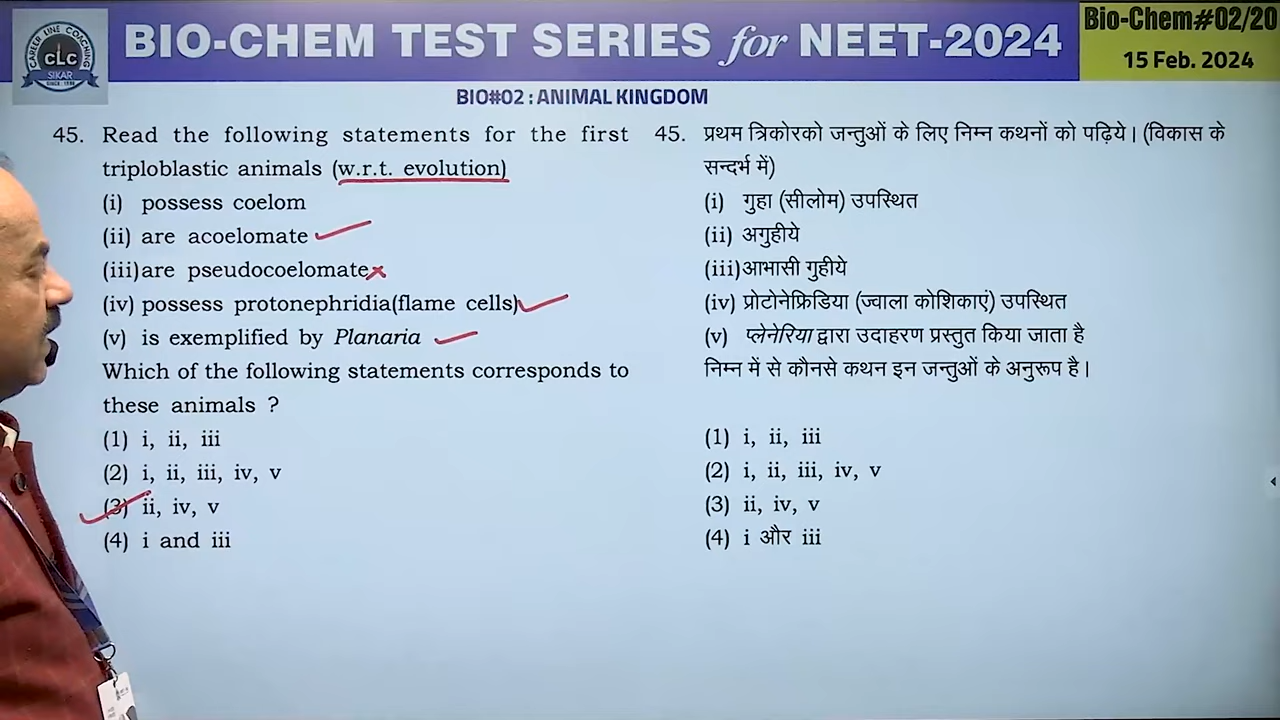 CAREER LINE COACHING
CLC
SIKAR
BIO-CHEM TEST SERIES for NEET-2024
Bio-Chem#02/20
15 Feb. 2024
BIO#02 : ANIMAL KINGDOM
45. Read the following statements for the first
triploblastic animals (w.r.t. evolution)
(i) possess coelom
(ii) are acoelomate
(iii) are pseudocoelomate
(iv) possess protonephridia(flame cells)
(v) is exemplified by Planaria
Which of the following statements corresponds to
these animals ?
(1) i, ii, iii
(2) i, ii, iii, iv, v
(3) ii, iv, v
(4) i and iii
45. प्रथम त्रिकोरको जन्तुओं के लिए निम्न कथनों को पढ़िये। (विकास के
सन्दर्भ में)
(i) गुहा (सीलोम) उपस्थित
(ii) अगुहीये
(iii) आभासी गुहीये
(iv) प्रोटोनेफ्रिडिया (ज्वाला कोशिकाएं) उपस्थित
(v) प्लेनेरिया द्वारा उदाहरण प्रस्तुत किया जाता है
निम्न में से कौनसे कथन इन जन्तुओं के अनुरूप है।
(1) i, ii, iii
(2) i, ii, iii, iv, v
(3) ii, iv, v
(4) i और iii